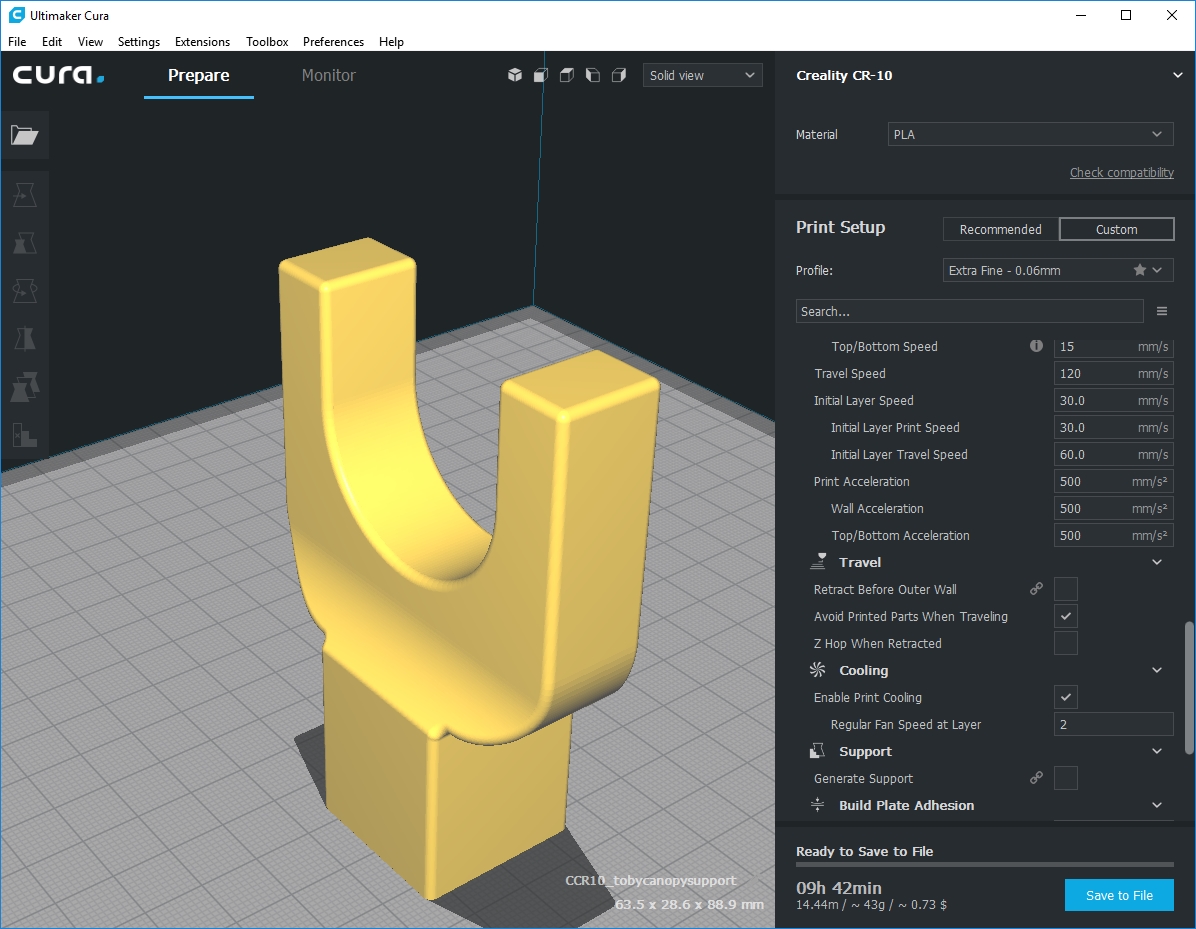 Ultimaker Cura
File Edit View Settings Extensions Toolbox Preferences Help
cura.
Prepare Monitor
Solid view
Creality CR-10
Material PLA
Check compatibility
Print Setup Recommended Custom
Profile: Extra Fine - 0.06mm
Search...
Top/Bottom Speed 15 mm/s
Travel Speed 120 mm/s
Initial Layer Speed 30.0 mm/s
Initial Layer Print Speed 30.0 mm/s
Initial Layer Travel Speed 60.0 mm/s
Print Acceleration 500 mm/s²
Wall Acceleration 500 mm/s²
Top/Bottom Acceleration 500 mm/s²
Travel
Retract Before Outer Wall
Avoid Printed Parts When Traveling
Z Hop When Retracted
Cooling
Enable Print Cooling
Regular Fan Speed at Layer 2
Support
Generate Support
Build Plate Adhesion
CCR10_tobycanopysupport
63.5 x 28.6 x 88.9 mm
Ready to Save to File
09h 42min
14.44m / ~ 43g / ~ 0.73 $
Save to File